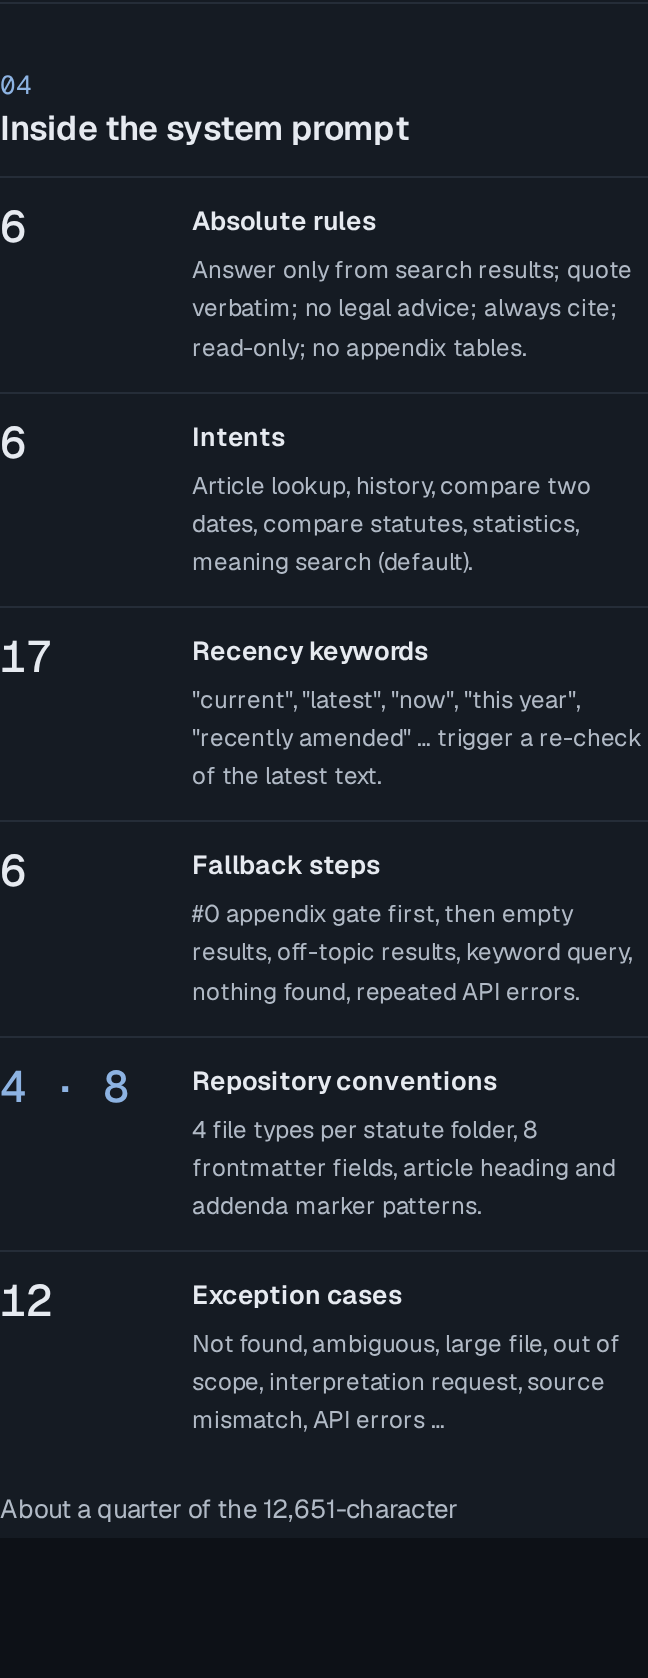 04
Inside the system prompt
6
Absolute rules
Answer only from search results; quote
verbatim; no legal advice; always cite;
read-only; no appendix tables.
6
Intents
Article lookup, history, compare two
dates, compare statutes, statistics,
meaning search (default).
17
Recency keywords
"current", "latest", "now", "this year",
"recently amended" … trigger a re-check
of the latest text.
6
Fallback steps
#0 appendix gate first, then empty
results, off-topic results, keyword query,
nothing found, repeated API errors.
4 · 8
Repository conventions
4 file types per statute folder, 8
frontmatter fields, article heading and
addenda marker patterns.
12
Exception cases
Not found, ambiguous, large file, out of
scope, interpretation request, source
mismatch, API errors …
About a quarter of the 12,651-character